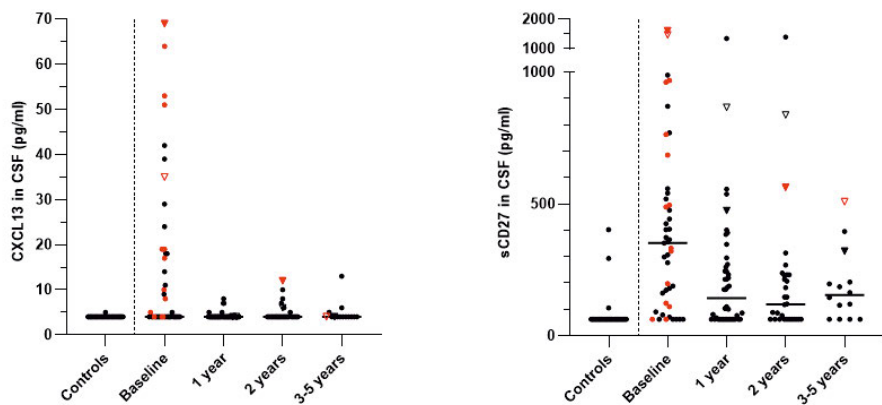 CXCL13 in CSF (pg/ml)
70
60
50
40
30
20
10
0
Controls
Baseline
1 year
2 years
3-5 years
sCD27 in CSF (pg/ml)
2000
1000
1000
500
0
Controls
Baseline
1 year
2 years
3-5 years